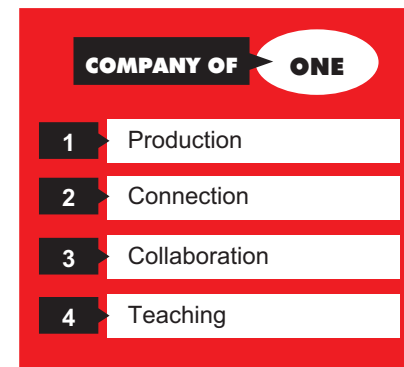 COMPANY OF ONE
1 Production
2 Connection
3 Collaboration
4 Teaching